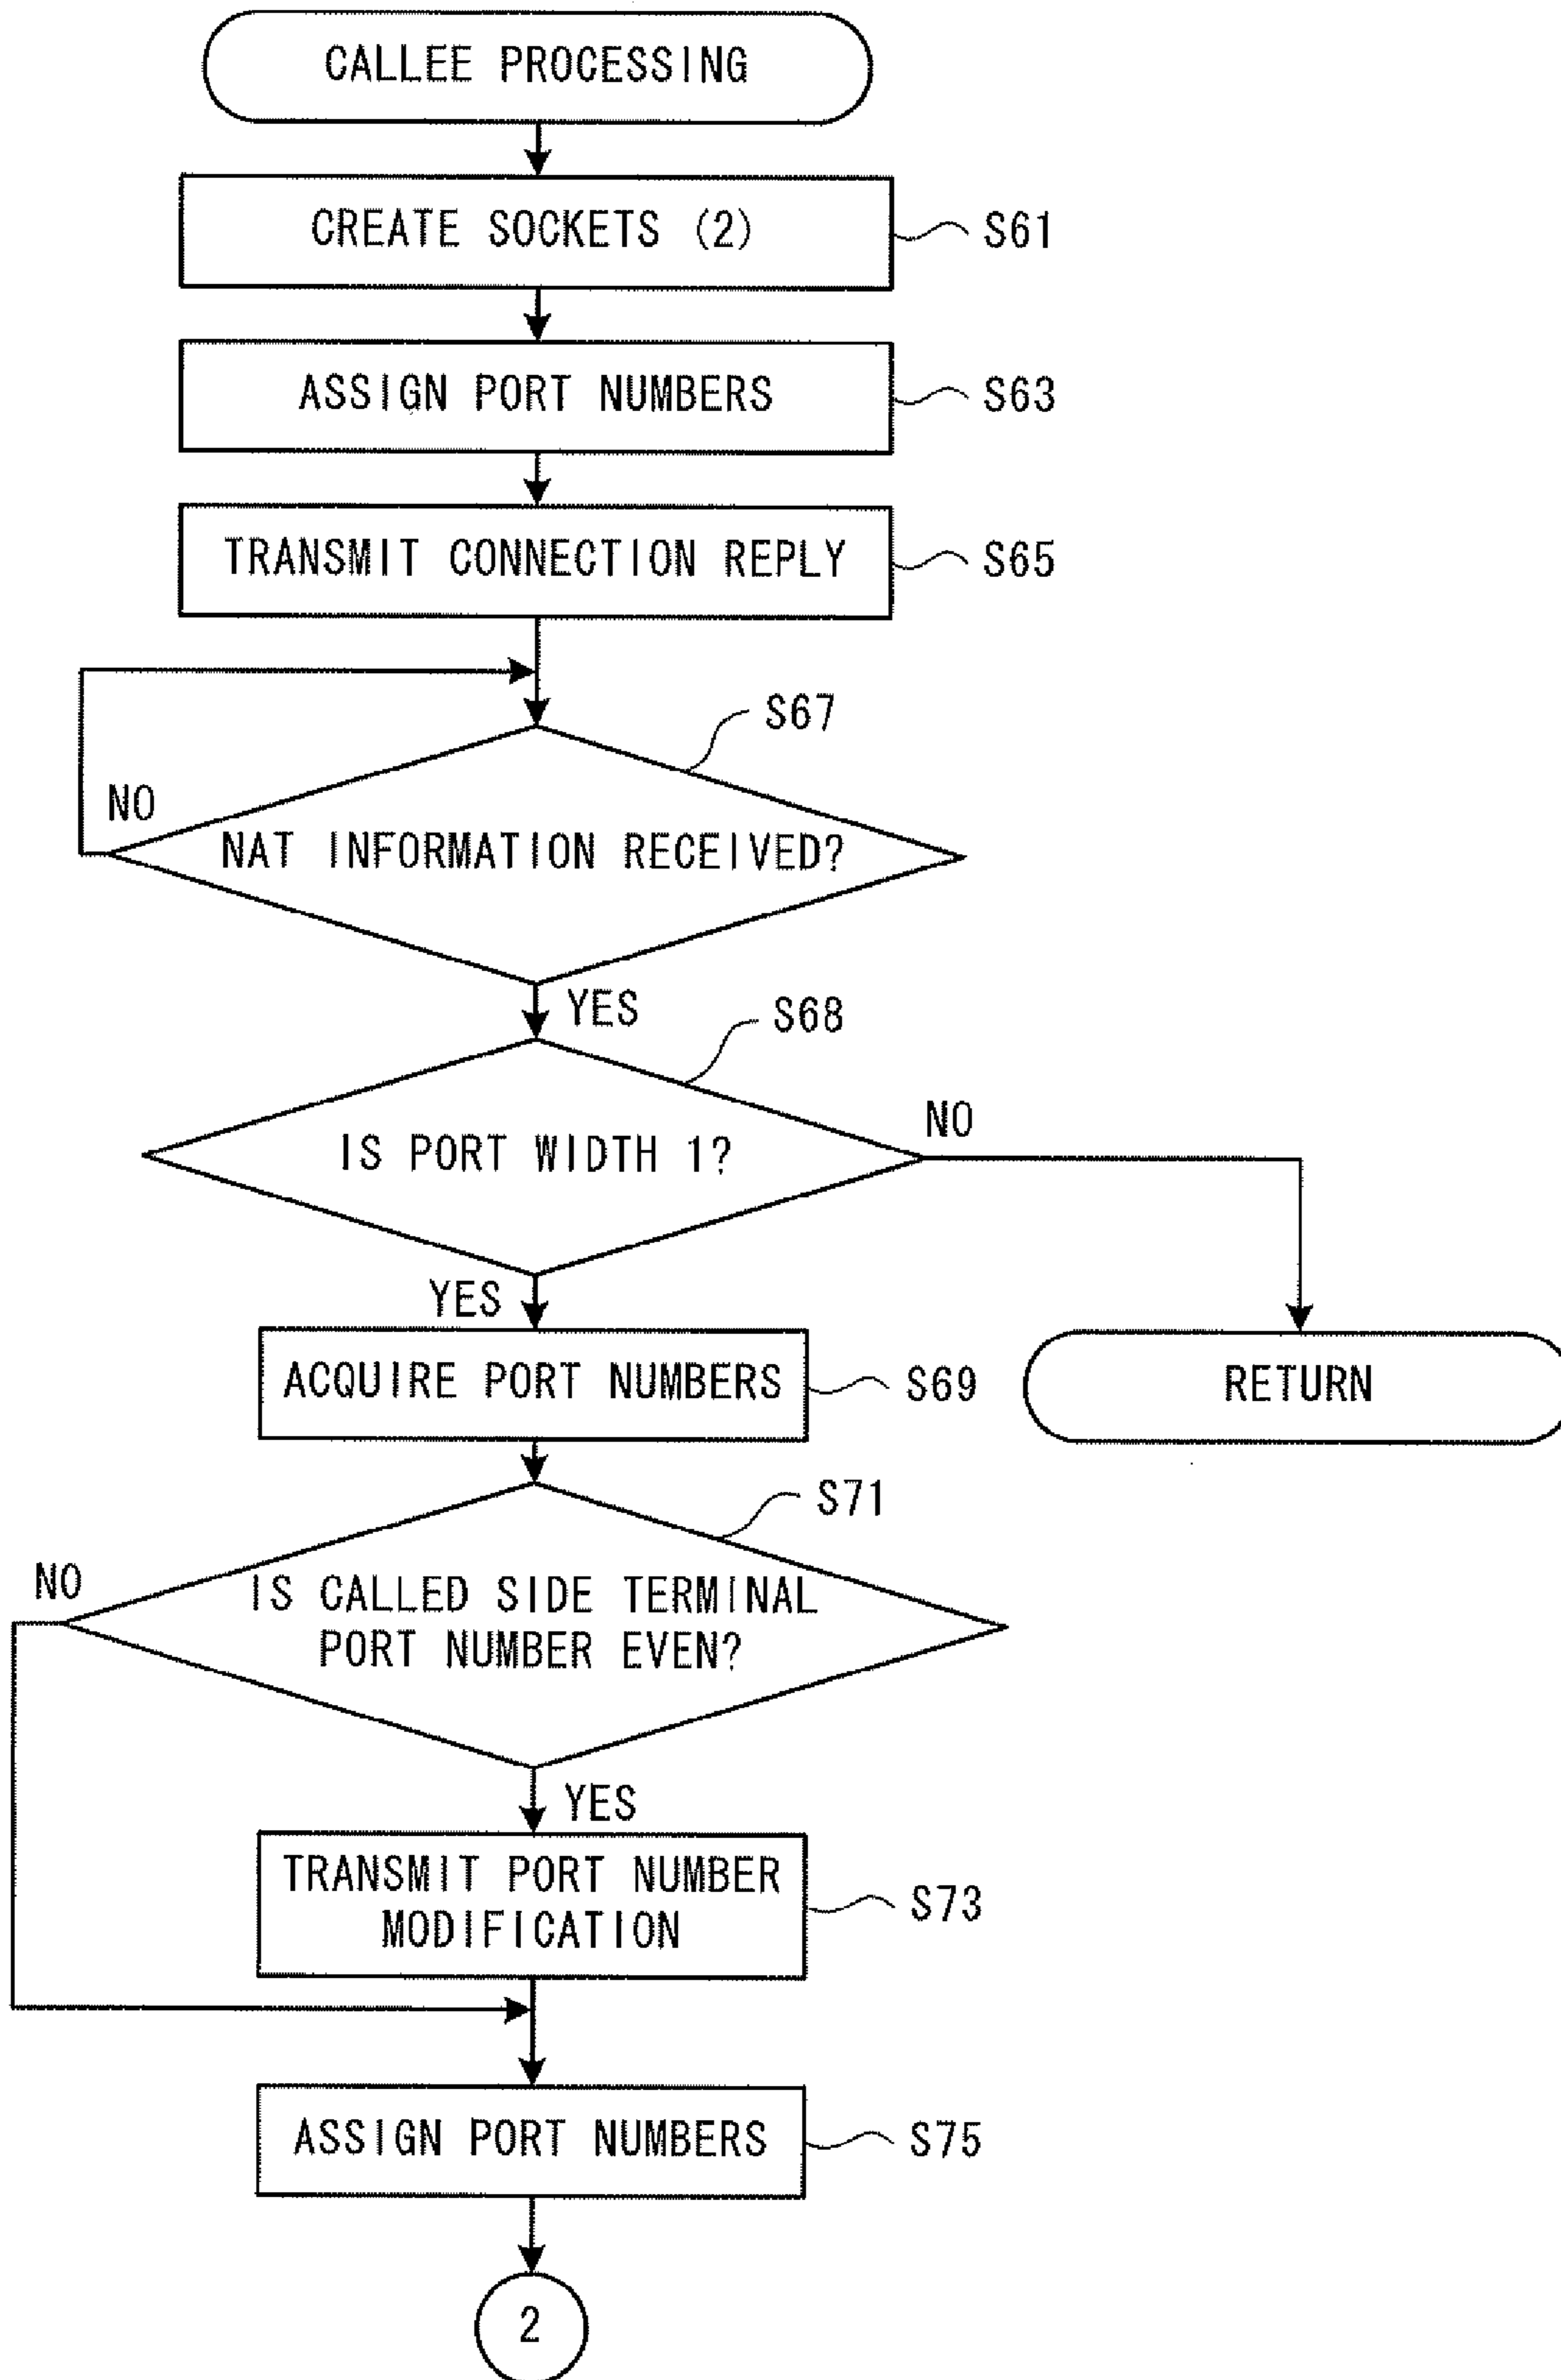 CALLEE PROCESSING
CREATE SOCKETS (2)
S61
ASSIGN PORT NUMBERS
S63
TRANSMIT CONNECTION REPLY
S65
S67
NO
NAT INFORMATION RECEIVED?
YES
S68
IS PORT WIDTH 1?
NO
YES
ACQUIRE PORT NUMBERS
S69
RETURN
S71
NO
IS CALLED SIDE TERMINAL
PORT NUMBER EVEN?
YES
TRANSMIT PORT NUMBER
MODIFICATION
S73
ASSIGN PORT NUMBERS
S75
2